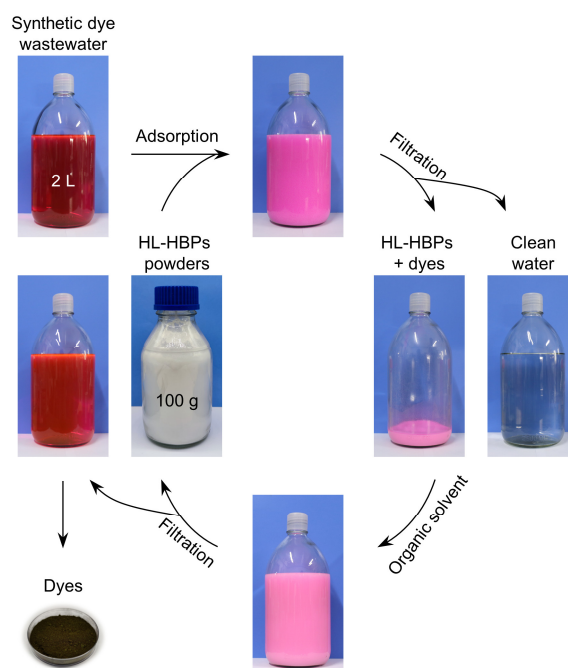 Synthetic dye
wastewater
2 L
Adsorption
Filtration
HL-HBPs
powders
100 g
HL-HBPs
+ dyes
Clean
water
Organic solvent
Filtration
Dyes